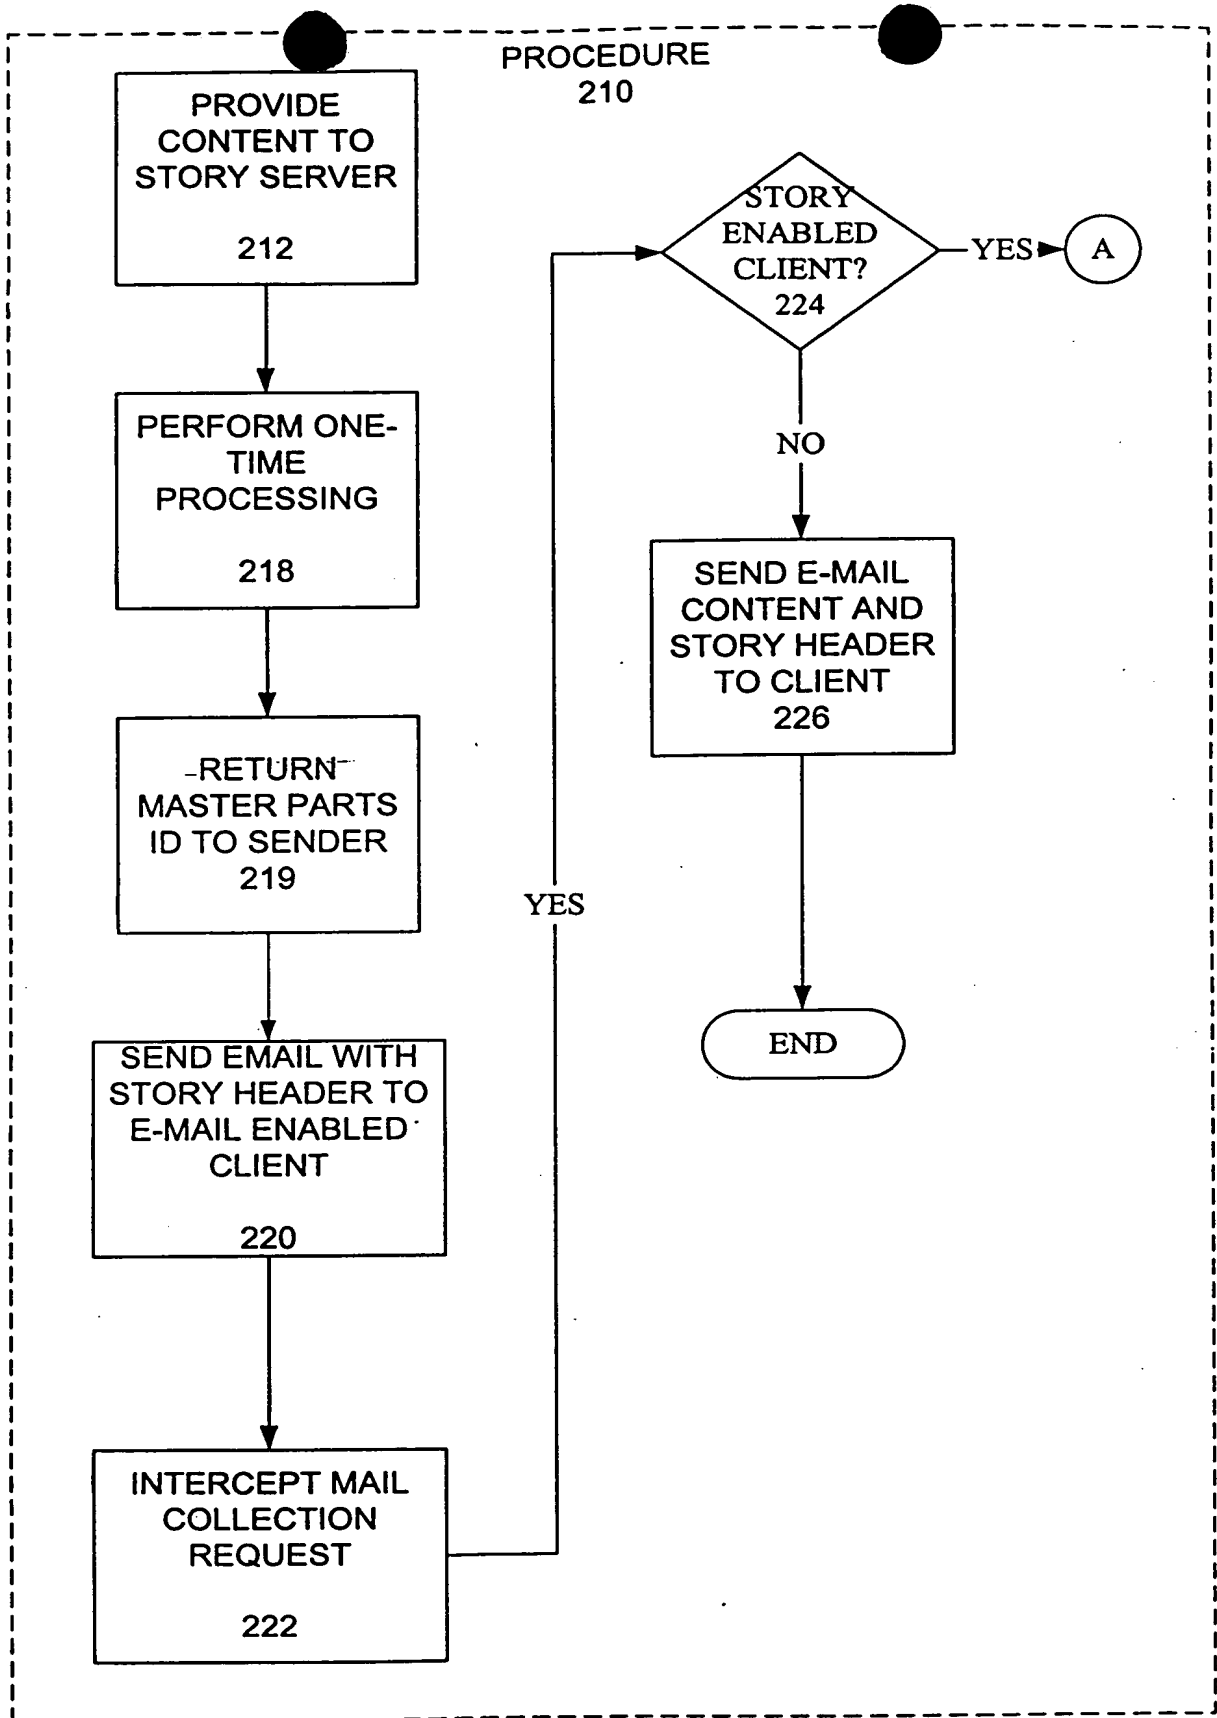 PROCEDURE
210
PROVIDE
CONTENT TO
STORY SERVER
212
PERFORM ONE-
TIME
PROCESSING
218
RETURN
MASTER PARTS
ID TO SENDER
219
SEND EMAIL WITH
STORY HEADER TO
E-MAIL ENABLED
CLIENT
220
INTERCEPT MAIL
COLLECTION
REQUEST
222
YES
STORY
ENABLED
CLIENT?
224
YES
A
NO
SEND E-MAIL
CONTENT AND
STORY HEADER
TO CLIENT
226
END